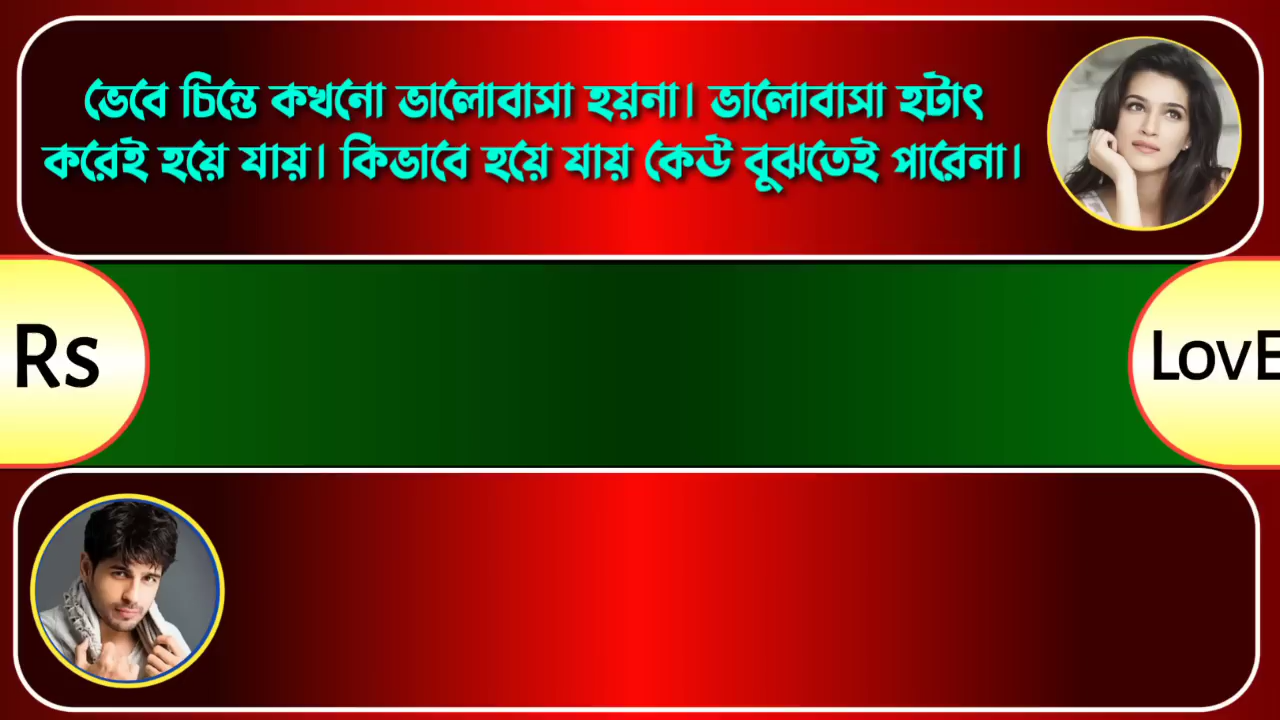 ভেবে চিন্তে কখনো ভালোবাসা হয়না। ভালোবাসা হটাৎ
করেই হয়ে যায়। কিভাবে হয়ে যায় কেউ বুঝতেই পারেনা।
Rs
LovE